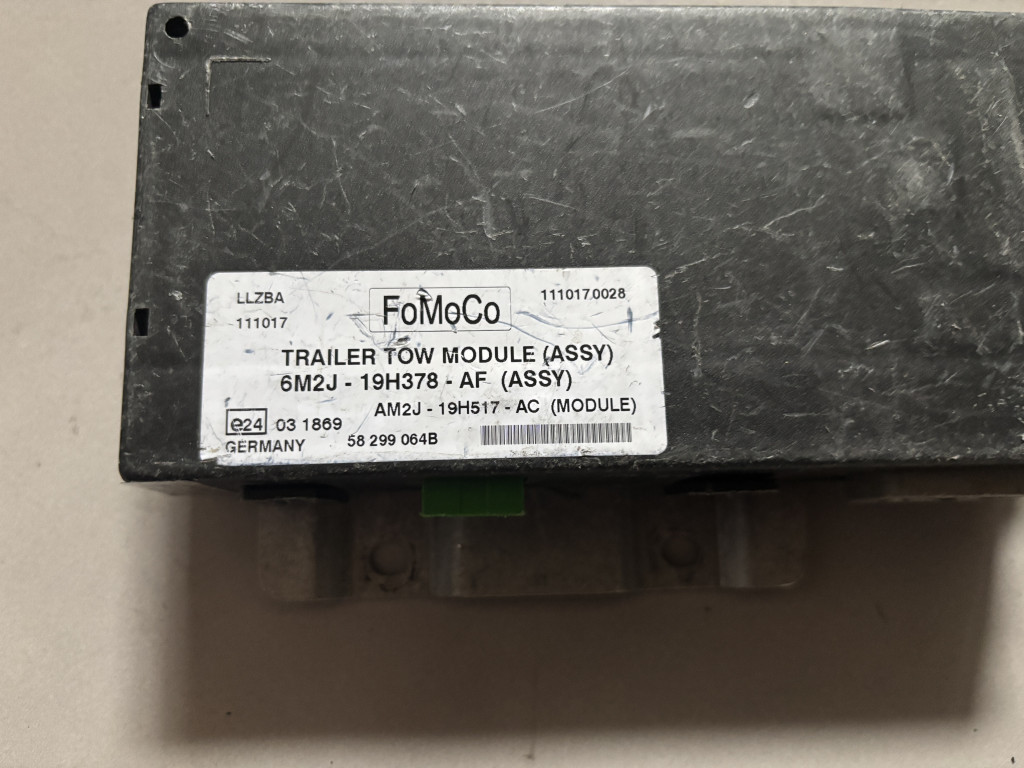 LLZBA
111017
FoMoCo
111017.0028
TRAILER TOW MODULE (ASSY)
6M2J - 19H378 - AF (ASSY)
AM2J - 19H517 - AC (MODULE)
e24 03 1869
GERMANY
58 299 064B